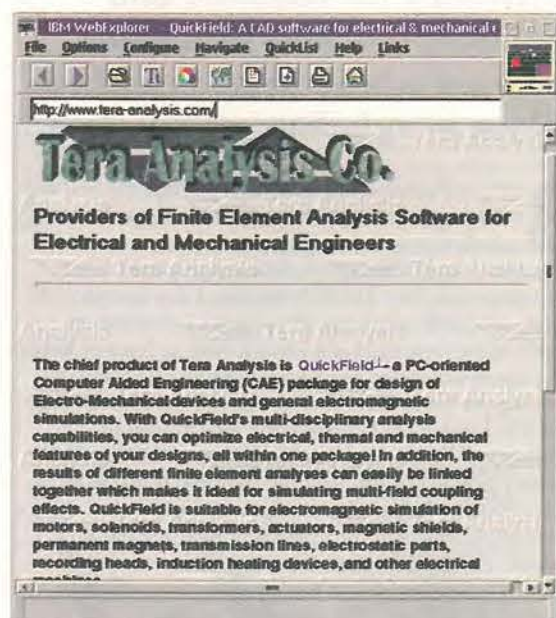 IBM WebExplorer - QuickField: A CAD software for electrical & mechanical e
File Options Configure Navigate QuickList Help Links
http://www.tera-analysis.com/
Tera Analysis Co.
Providers of Finite Element Analysis Software for
Electrical and Mechanical Engineers
The chief product of Tera Analysis is QuickField - a PC-oriented
Computer Aided Engineering (CAE) package for design of
Electro-Mechanical devices and general electromagnetic
simulations. With QuickField's multi-disciplinary analysis
capabilities, you can optimize electrical, thermal and mechanical
features of your designs, all within one package! In addition, the
results of different finite element analyses can easily be linked
together which makes it ideal for simulating multi-field coupling
effects. QuickField is suitable for electromagnetic simulation of
motors, solenoids, transformers, actuators, magnetic shields,
permanent magnets, transmission lines, electrostatic parts,
recording heads, induction heating devices, and other electrical